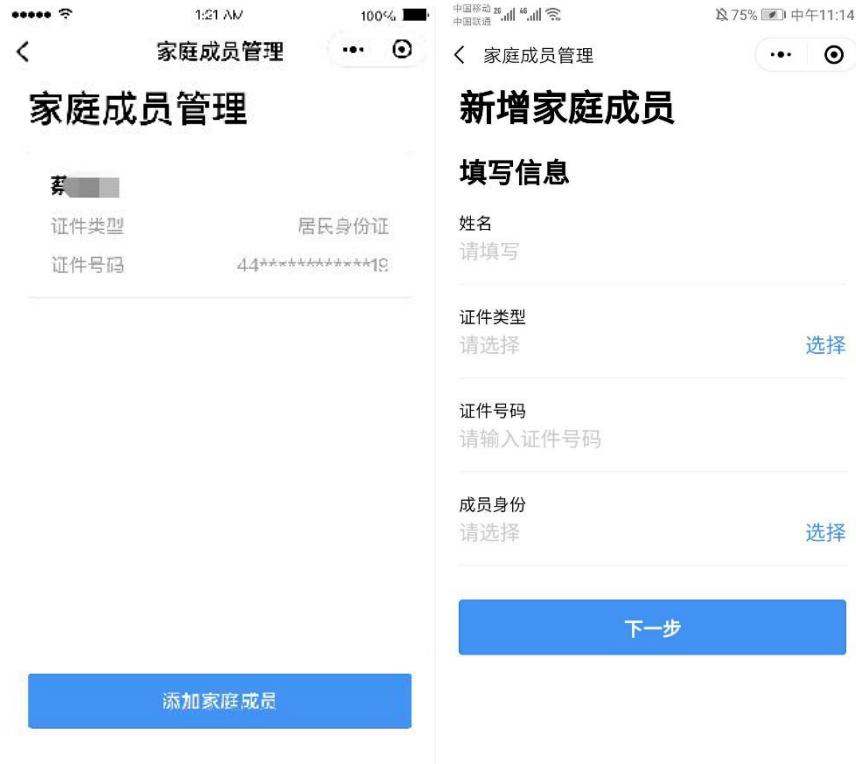 1:21 AM
100%
家庭成员管理
家庭成员管理
蔡
证件类型
居民身份证
证件号码
44************19
添加家庭成员
中国移动 26 46
中国联通
75% 中午11:14
家庭成员管理
新增家庭成员
填写信息
姓名
请填写
证件类型
请选择
选择
证件号码
请输入证件号码
成员身份
请选择
选择
下一步